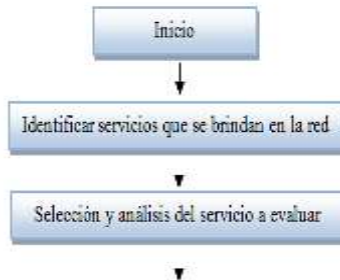 Inicio
Identificar servicios que se brindan en la red
Selección y análisis del servicio a evaluar